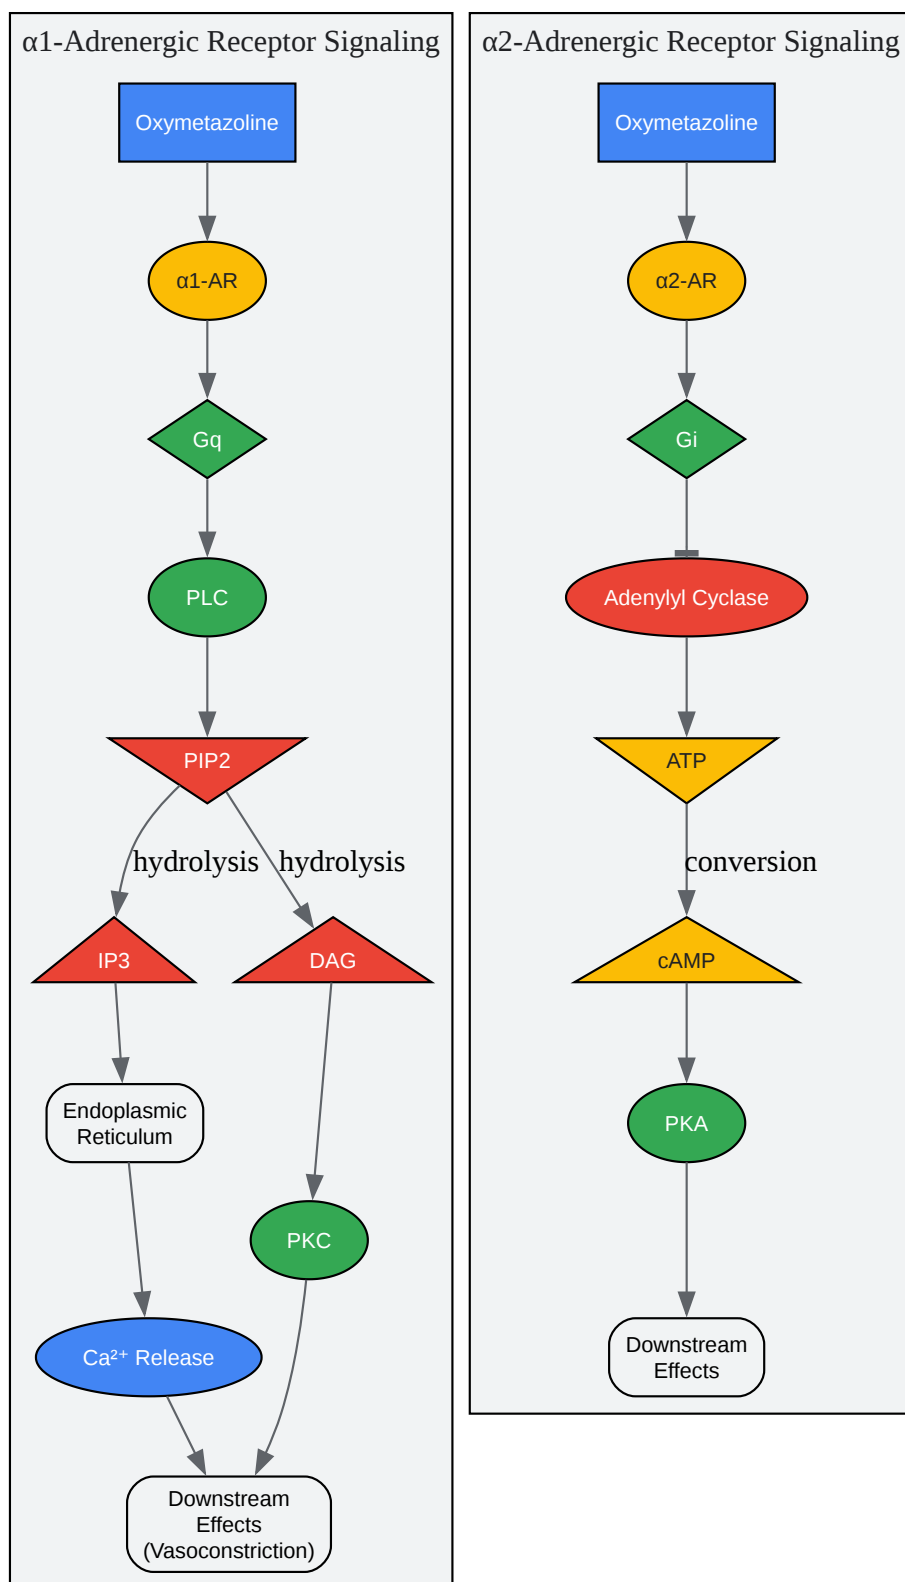 α1-Adrenergic Receptor Signaling
Oxymetazoline
α1-AR
Gq
PLC
PIP2
hydrolysis
hydrolysis
IP3
DAG
Endoplasmic
Reticulum
PKC
Ca²⁺ Release
Downstream
Effects
(Vasoconstriction)
α2-Adrenergic Receptor Signaling
Oxymetazoline
α2-AR
Gi
Adenylyl Cyclase
ATP
conversion
cAMP
PKA
Downstream
Effects